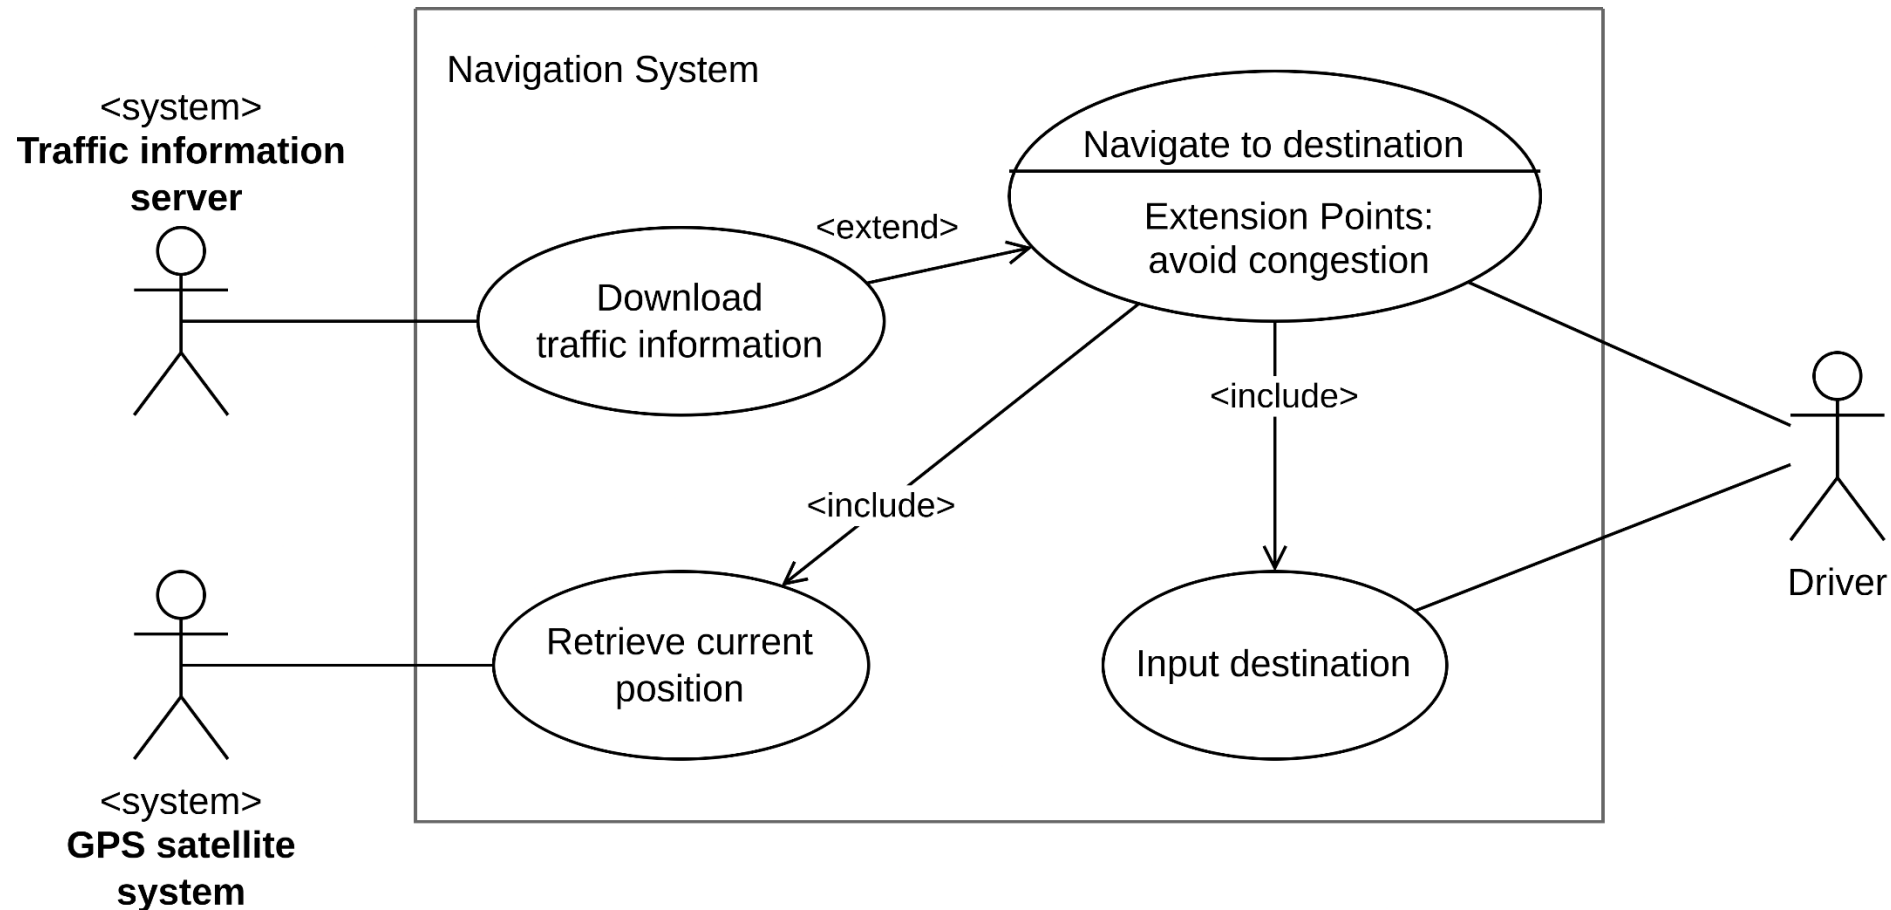 Navigation System
<system>
Traffic information
server
Navigate to destination
Extension Points:
avoid congestion
<extend>
Download
traffic information
<include>
<include>
Driver
Retrieve current
position
Input destination
<system>
GPS satellite
system